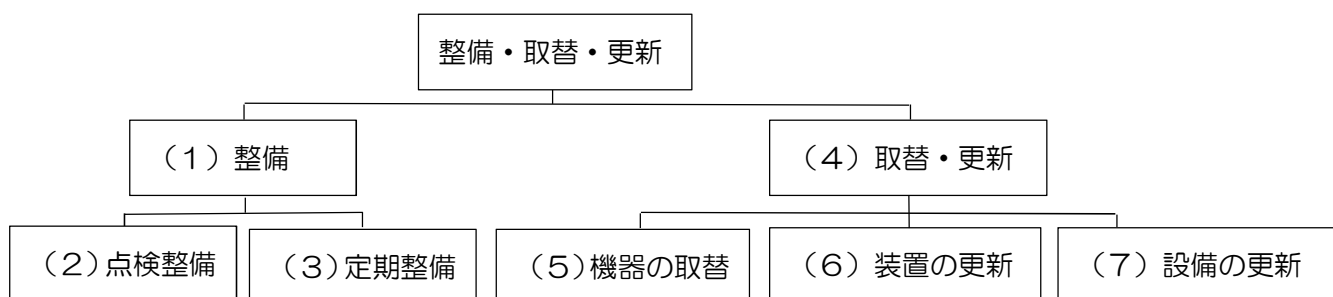 整備・取替・更新
（１）整備
（４）取替・更新
（２）点検整備
（３）定期整備
（５）機器の取替
（６）装置の更新
（７）設備の更新